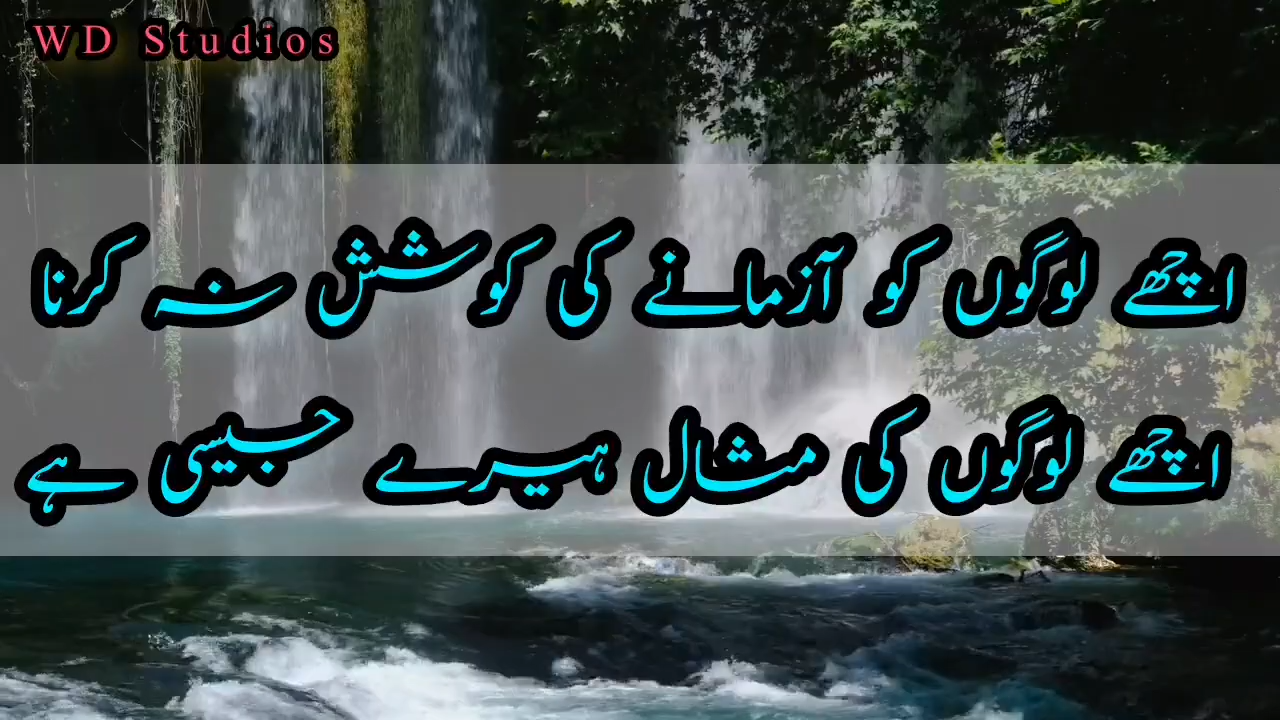 WD Studios
اچھے لوگوں کو آزمانے کی کوشش نہ کرنا
اچھے لوگوں کی مثال ہیرے جیسی ہے